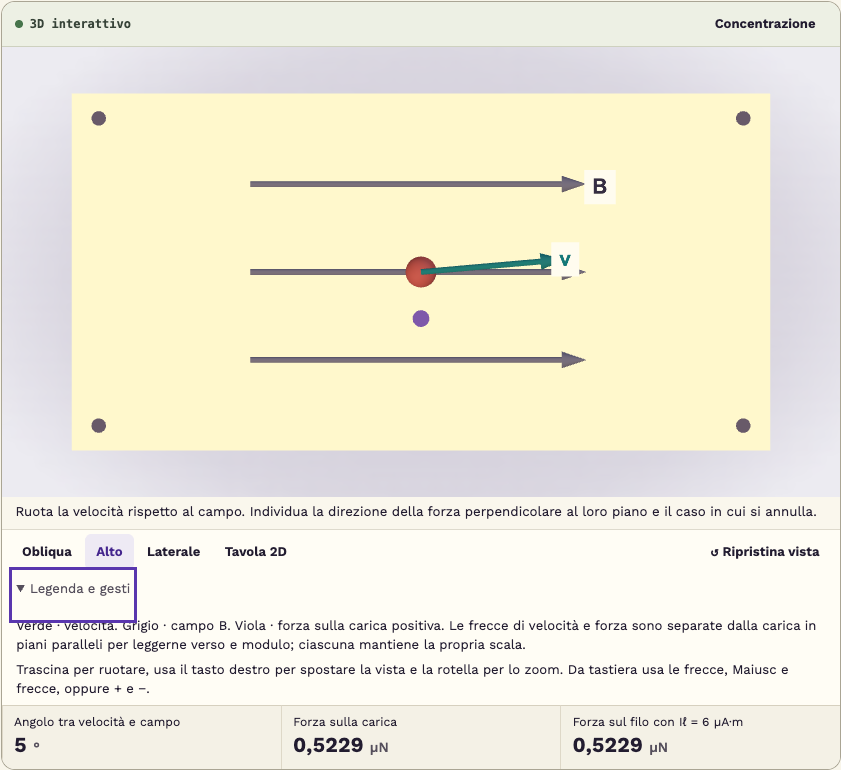 3D interattivo
Concentrazione
B
v
Ruota la velocità rispetto al campo. Individua la direzione della forza perpendicolare al loro piano e il caso in cui si annulla.
Obliqua Alto Laterale Tavola 2D ↺ Ripristina vista
▼ Legenda e gesti
Verde · velocità. Grigio · campo B. Viola · forza sulla carica positiva. Le frecce di velocità e forza sono separate dalla carica in
piani paralleli per leggerne verso e modulo; ciascuna mantiene la propria scala.
Trascina per ruotare, usa il tasto destro per spostare la vista e la rotella per lo zoom. Da tastiera usa le frecce, Maiusc e
frecce, oppure + e −.
Angolo tra velocità e campo
5 °
Forza sulla carica
0,5229 µN
Forza sul filo con Iℓ = 6 µA·m
0,5229 µN